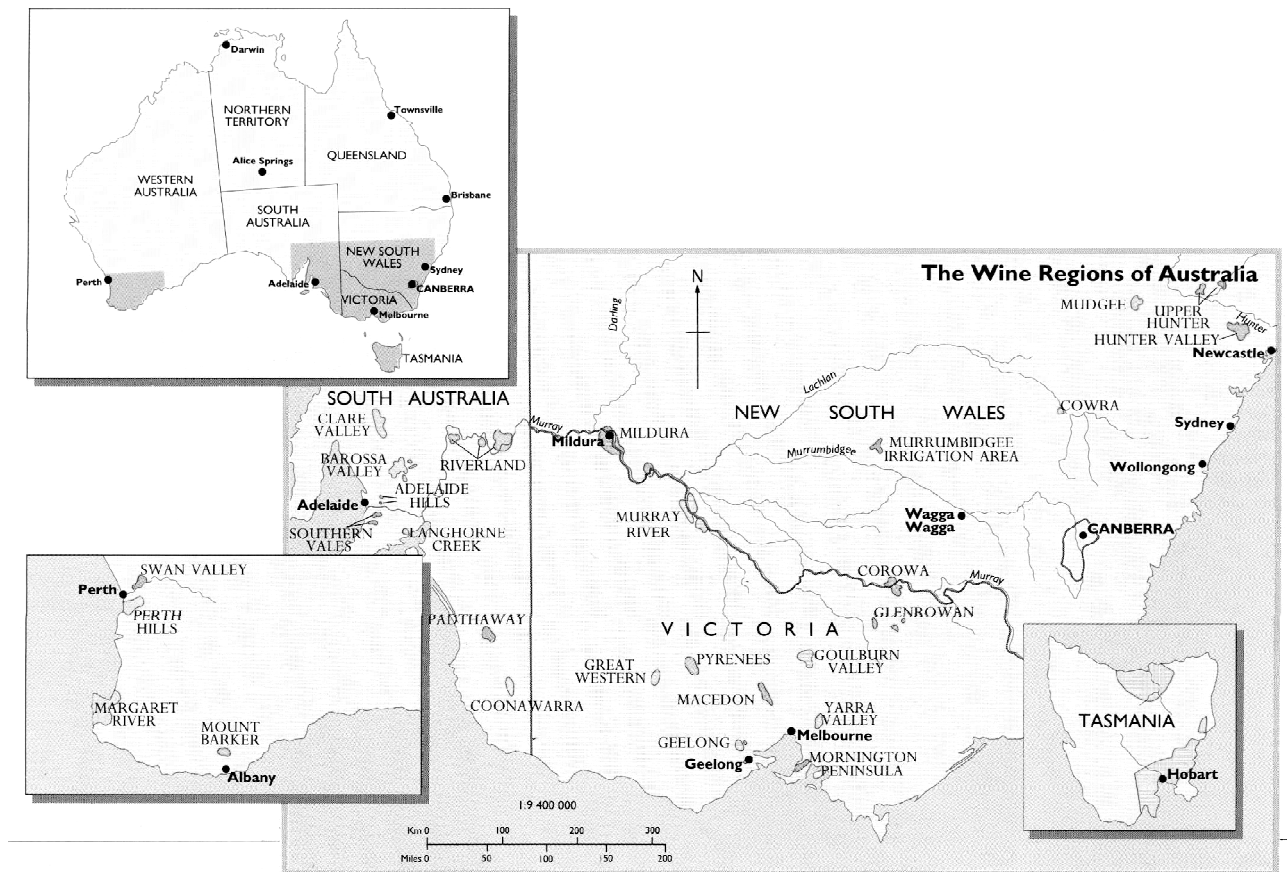 Darwin
NORTHERN
TERRITORY
Townsville
Alice Springs
QUEENSLAND
WESTERN
AUSTRALIA
Brisbane
SOUTH
AUSTRALIA
NEW SOUTH
WALES
Sydney
Perth
Adelaide
CANBERRA
VICTORIA
Melbourne
TASMANIA
The Wine Regions of Australia
N
Darling
MUDGEE
UPPER
HUNTER
Hunter
HUNTER VALLEY
Newcastle
SOUTH AUSTRALIA
Lachlan
CLARE
VALLEY
NEW SOUTH WALES
COWRA
Murray
Mildura
MILDURA
Sydney
BAROSSA
VALLEY
RIVERLAND
Murrumbidgee
MURRUMBIDGEE
IRRIGATION AREA
Wollongong
Adelaide
ADELAIDE
HILLS
MURRAY
RIVER
Wagga
Wagga
SOUTHERN
VALES
LANGHORNE
CREEK
CANBERRA
COROWA
Murray
GLENROWAN
SWAN VALLEY
Perth
PERTH
HILLS
PADTHAWAY
VICTORIA
GREAT
WESTERN
PYRENEES
GOULBURN
VALLEY
MACEDON
COONAWARRA
YARRA
VALLEY
Melbourne
GEELONG
Geelong
MORNINGTON
PENINSULA
MARGARET
RIVER
MOUNT
BARKER
Albany
TASMANIA
Hobart
1:9 400 000
Km 0 100 200 300
Miles 0 50 100 150 200